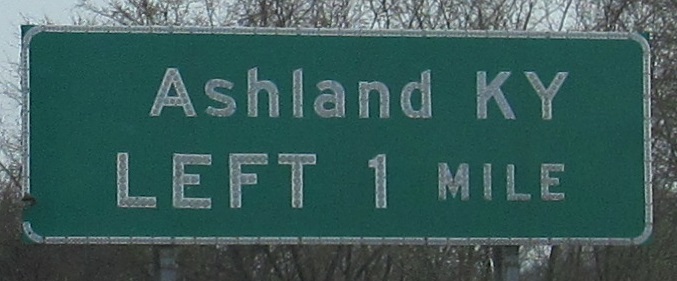 Ashland KY
LEFT 1 MILE